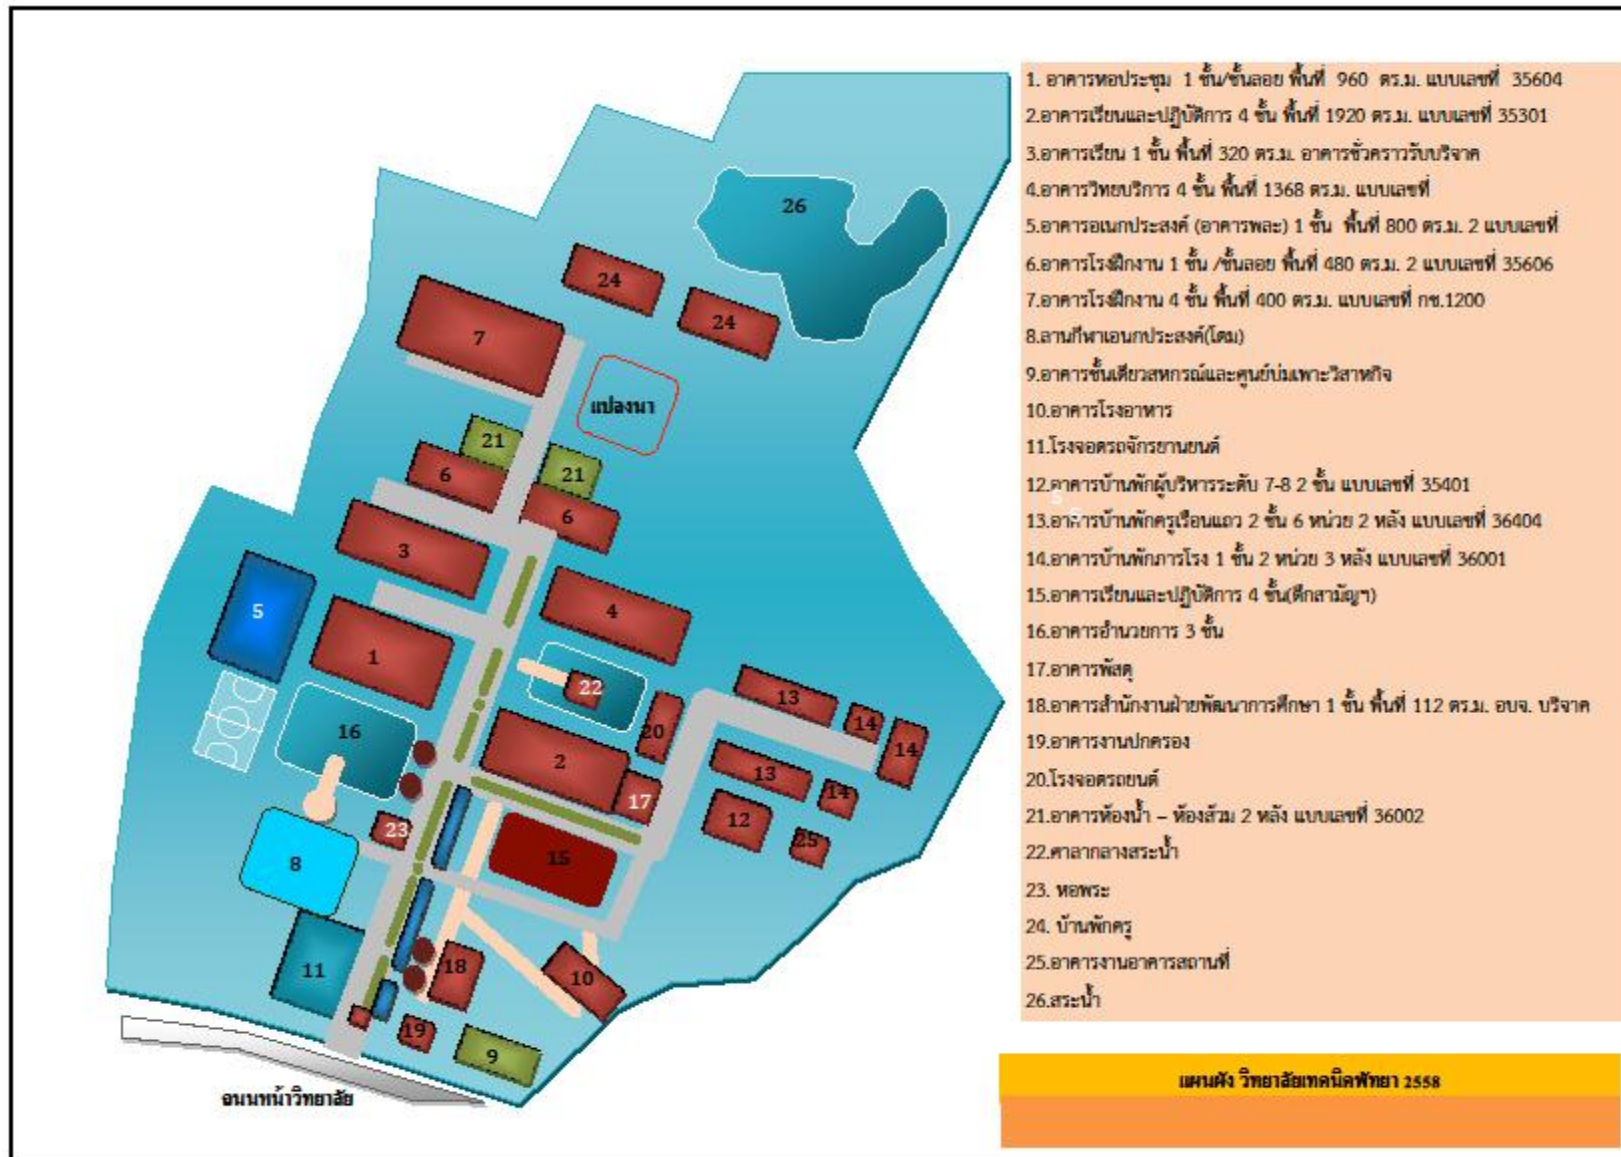 1. อาคารหอประชุม 1 ชั้น/ชั้นลอย พื้นที่ 960 ตร.ม. แบบเลขที่ 35604
2.อาคารเรียนและปฏิบัติการ 4 ชั้น พื้นที่ 1920 ตร.ม. แบบเลขที่ 35301
3.อาคารเรียน 1 ชั้น พื้นที่ 320 ตร.ม. อาคารชั่วคราวรับบริจาค
4.อาคารวิทยบริการ 4 ชั้น พื้นที่ 1368 ตร.ม. แบบเลขที่
5.อาคารอเนกประสงค์ (อาคารพละ) 1 ชั้น พื้นที่ 800 ตร.ม. 2 แบบเลขที่
6.อาคารโรงฝึกงาน 1 ชั้น /ชั้นลอย พื้นที่ 480 ตร.ม. 2 แบบเลขที่ 35606
7.อาคารโรงฝึกงาน 4 ชั้น พื้นที่ 400 ตร.ม. แบบเลขที่ กช.1200
8.ลานกีฬาเอนกประสงค์(โดม)
9.อาคารชั้นเดียวสหกรณ์และศูนย์บ่มเพาะวิสาหกิจ
10.อาคารโรงอาหาร
11.โรงจอดรถจักรยานยนต์
12.อาคารบ้านพักผู้บริหารระดับ 7-8 2 ชั้น แบบเลขที่ 35401
13.อาคารบ้านพักครูเรือนแถว 2 ชั้น 6 หน่วย 2 หลัง แบบเลขที่ 36404
14.อาคารบ้านพักภารโรง 1 ชั้น 2 หน่วย 3 หลัง แบบเลขที่ 36001
15.อาคารเรียนและปฏิบัติการ 4 ชั้น(ตึกสามัญฯ)
16.อาคารอำนวยการ 3 ชั้น
17.อาคารพัสดุ
18.อาคารสำนักงานฝ่ายพัฒนาการศึกษา 1 ชั้น พื้นที่ 112 ตร.ม. อบจ. บริจาค
19.อาคารงานปกครอง
20.โรงจอดรถยนต์
21.อาคารห้องน้ำ – ห้องส้วม 2 หลัง แบบเลขที่ 36002
22.ศาลากลางสระน้ำ
23. หอพระ
24. บ้านพักครู
25.อาคารงานอาคารสถานที่
26.สระน้ำ
แผนผัง วิทยาลัยเทคนิคพัทยา 2558
26
24
24
7
แปลงนา
21
21
6
6
3
5
4
1
22
13
14
14
16
20
2
13
14
17
12
23
25
8
15
11
18
10
19
9
ถนนหน้าวิทยาลัย